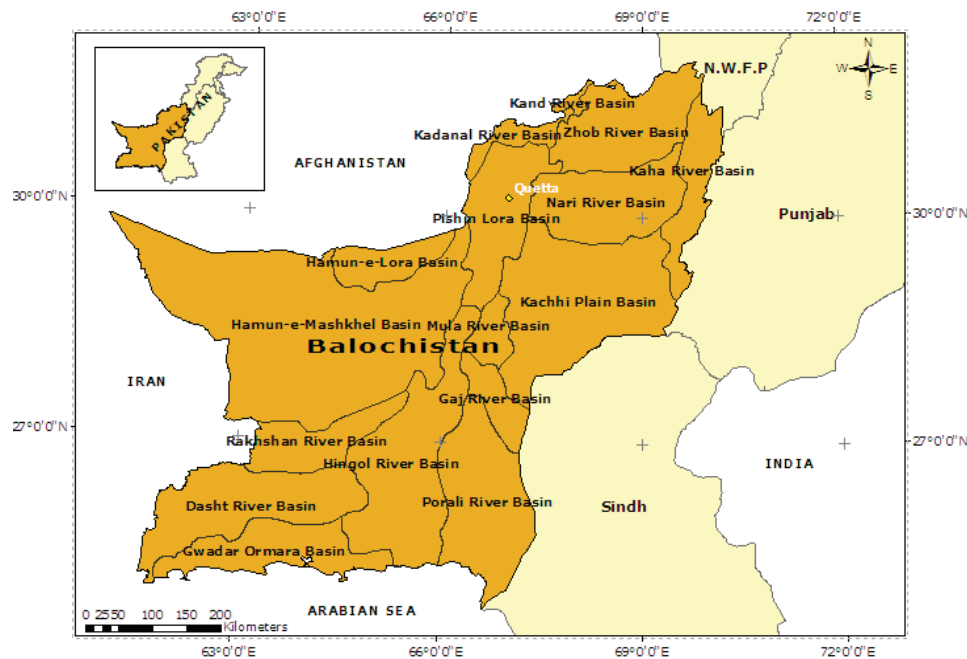 63°0'0"E 66°0'0"E 69°0'0"E 72°0'0"E
N
W E
S
N.W.F.P
PAKISTAN
Kand River Basin
Kadanal River Basin
Zhob River Basin
AFGHANISTAN
Kaha River Basin
Quetta
30°0'0"N
30°0'0"N
Nari River Basin
Punjab
Pishin Lora Basin
Hamun-e-Lora Basin
Kachhi Plain Basin
Hamun-e-Mashkhel Basin
Mula River Basin
Balochistan
IRAN
Gaj River Basin
27°0'0"N
27°0'0"N
Rakhshan River Basin
Hingol River Basin
INDIA
Dasht River Basin
Porali River Basin
Sindh
Gwadar Ormara Basin
ARABIAN SEA
0 25 50 100 150 200
Kilometers
63°0'0"E 66°0'0"E 69°0'0"E 72°0'0"E